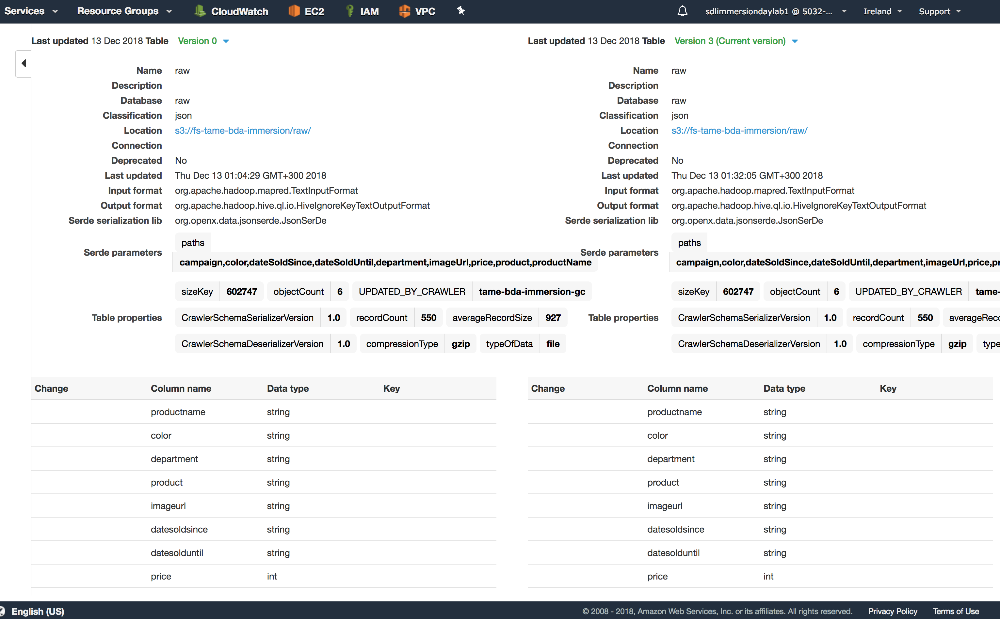 Services Resource Groups CloudWatch EC2 IAM VPC sdlimmersiondaylab1 @ 5032-... Ireland Support
Last updated 13 Dec 2018 Table Version 0
Name raw
Description
Database raw
Classification json
Location s3://fs-tame-bda-immersion/raw/
Connection
Deprecated No
Last updated Thu Dec 13 01:04:29 GMT+300 2018
Input format org.apache.hadoop.mapred.TextInputFormat
Output format org.apache.hadoop.hive.ql.io.HiveIgnoreKeyTextOutputFormat
Serde serialization lib org.openx.data.jsonserde.JsonSerDe
Serde parameters paths
campaign,color,dateSoldSince,dateSoldUntil,department,imageUrl,price,product,productName
sizeKey 602747 objectCount 6 UPDATED_BY_CRAWLER tame-bda-immersion-gc
Table properties CrawlerSchemaSerializerVersion 1.0 recordCount 550 averageRecordSize 927
CrawlerSchemaDeserializerVersion 1.0 compressionType gzip typeOfData file
Change Column name Data type Key
productname string
color string
department string
product string
imageurl string
datesoldsince string
datesolduntil string
price int
Last updated 13 Dec 2018 Table Version 3 (Current version)
Name raw
Description
Database raw
Classification json
Location s3://fs-tame-bda-immersion/raw/
Connection
Deprecated No
Last updated Thu Dec 13 01:32:05 GMT+300 2018
Input format org.apache.hadoop.mapred.TextInputFormat
Output format org.apache.hadoop.hive.ql.io.HiveIgnoreKeyTextOutputFormat
Serde serialization lib org.openx.data.jsonserde.JsonSerDe
Serde parameters paths
campaign,color,dateSoldSince,dateSoldUntil,department,imageUrl,price,pr
sizeKey 602747 objectCount 6 UPDATED_BY_CRAWLER tame-
Table properties CrawlerSchemaSerializerVersion 1.0 recordCount 550 averageReco
CrawlerSchemaDeserializerVersion 1.0 compressionType gzip type
Change Column name Data type Key
productname string
color string
department string
product string
imageurl string
datesoldsince string
datesolduntil string
price int
English (US) © 2008 - 2018, Amazon Web Services, Inc. or its affiliates. All rights reserved. Privacy Policy Terms of Use